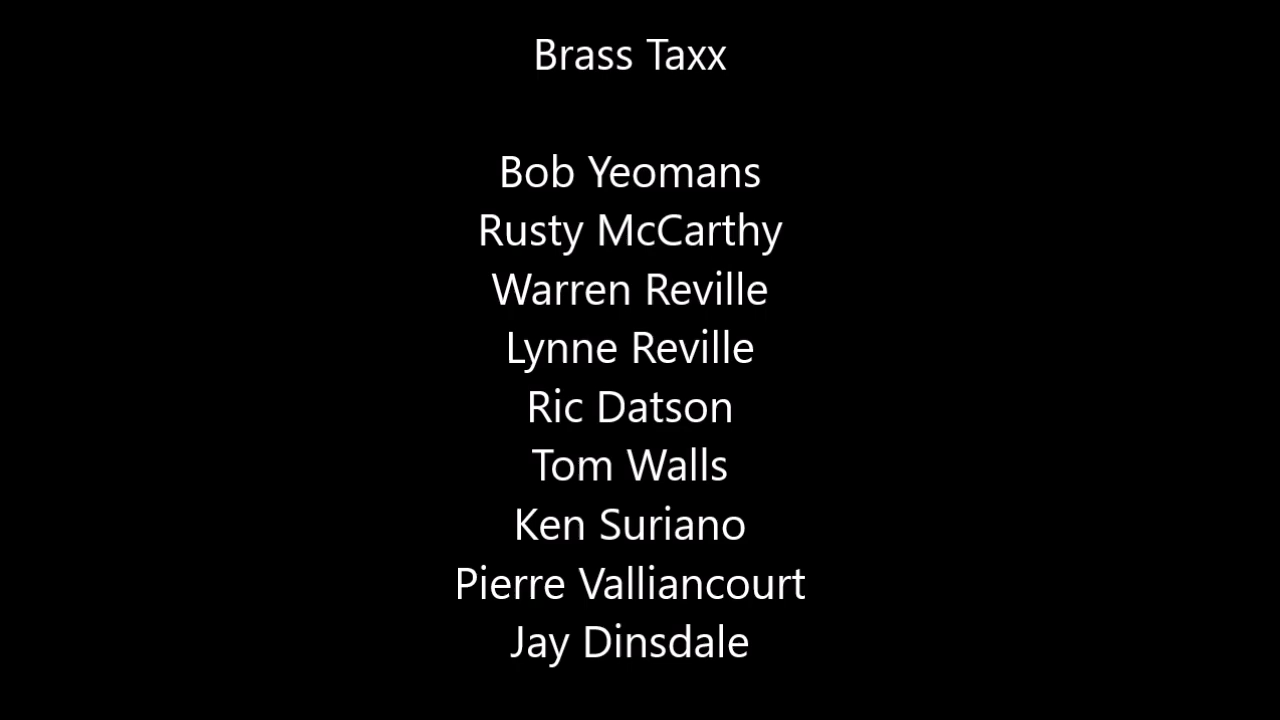 Brass Taxx
Bob Yeomans
Rusty McCarthy
Warren Reville
Lynne Reville
Ric Datson
Tom Walls
Ken Suriano
Pierre Valliancourt
Jay Dinsdale